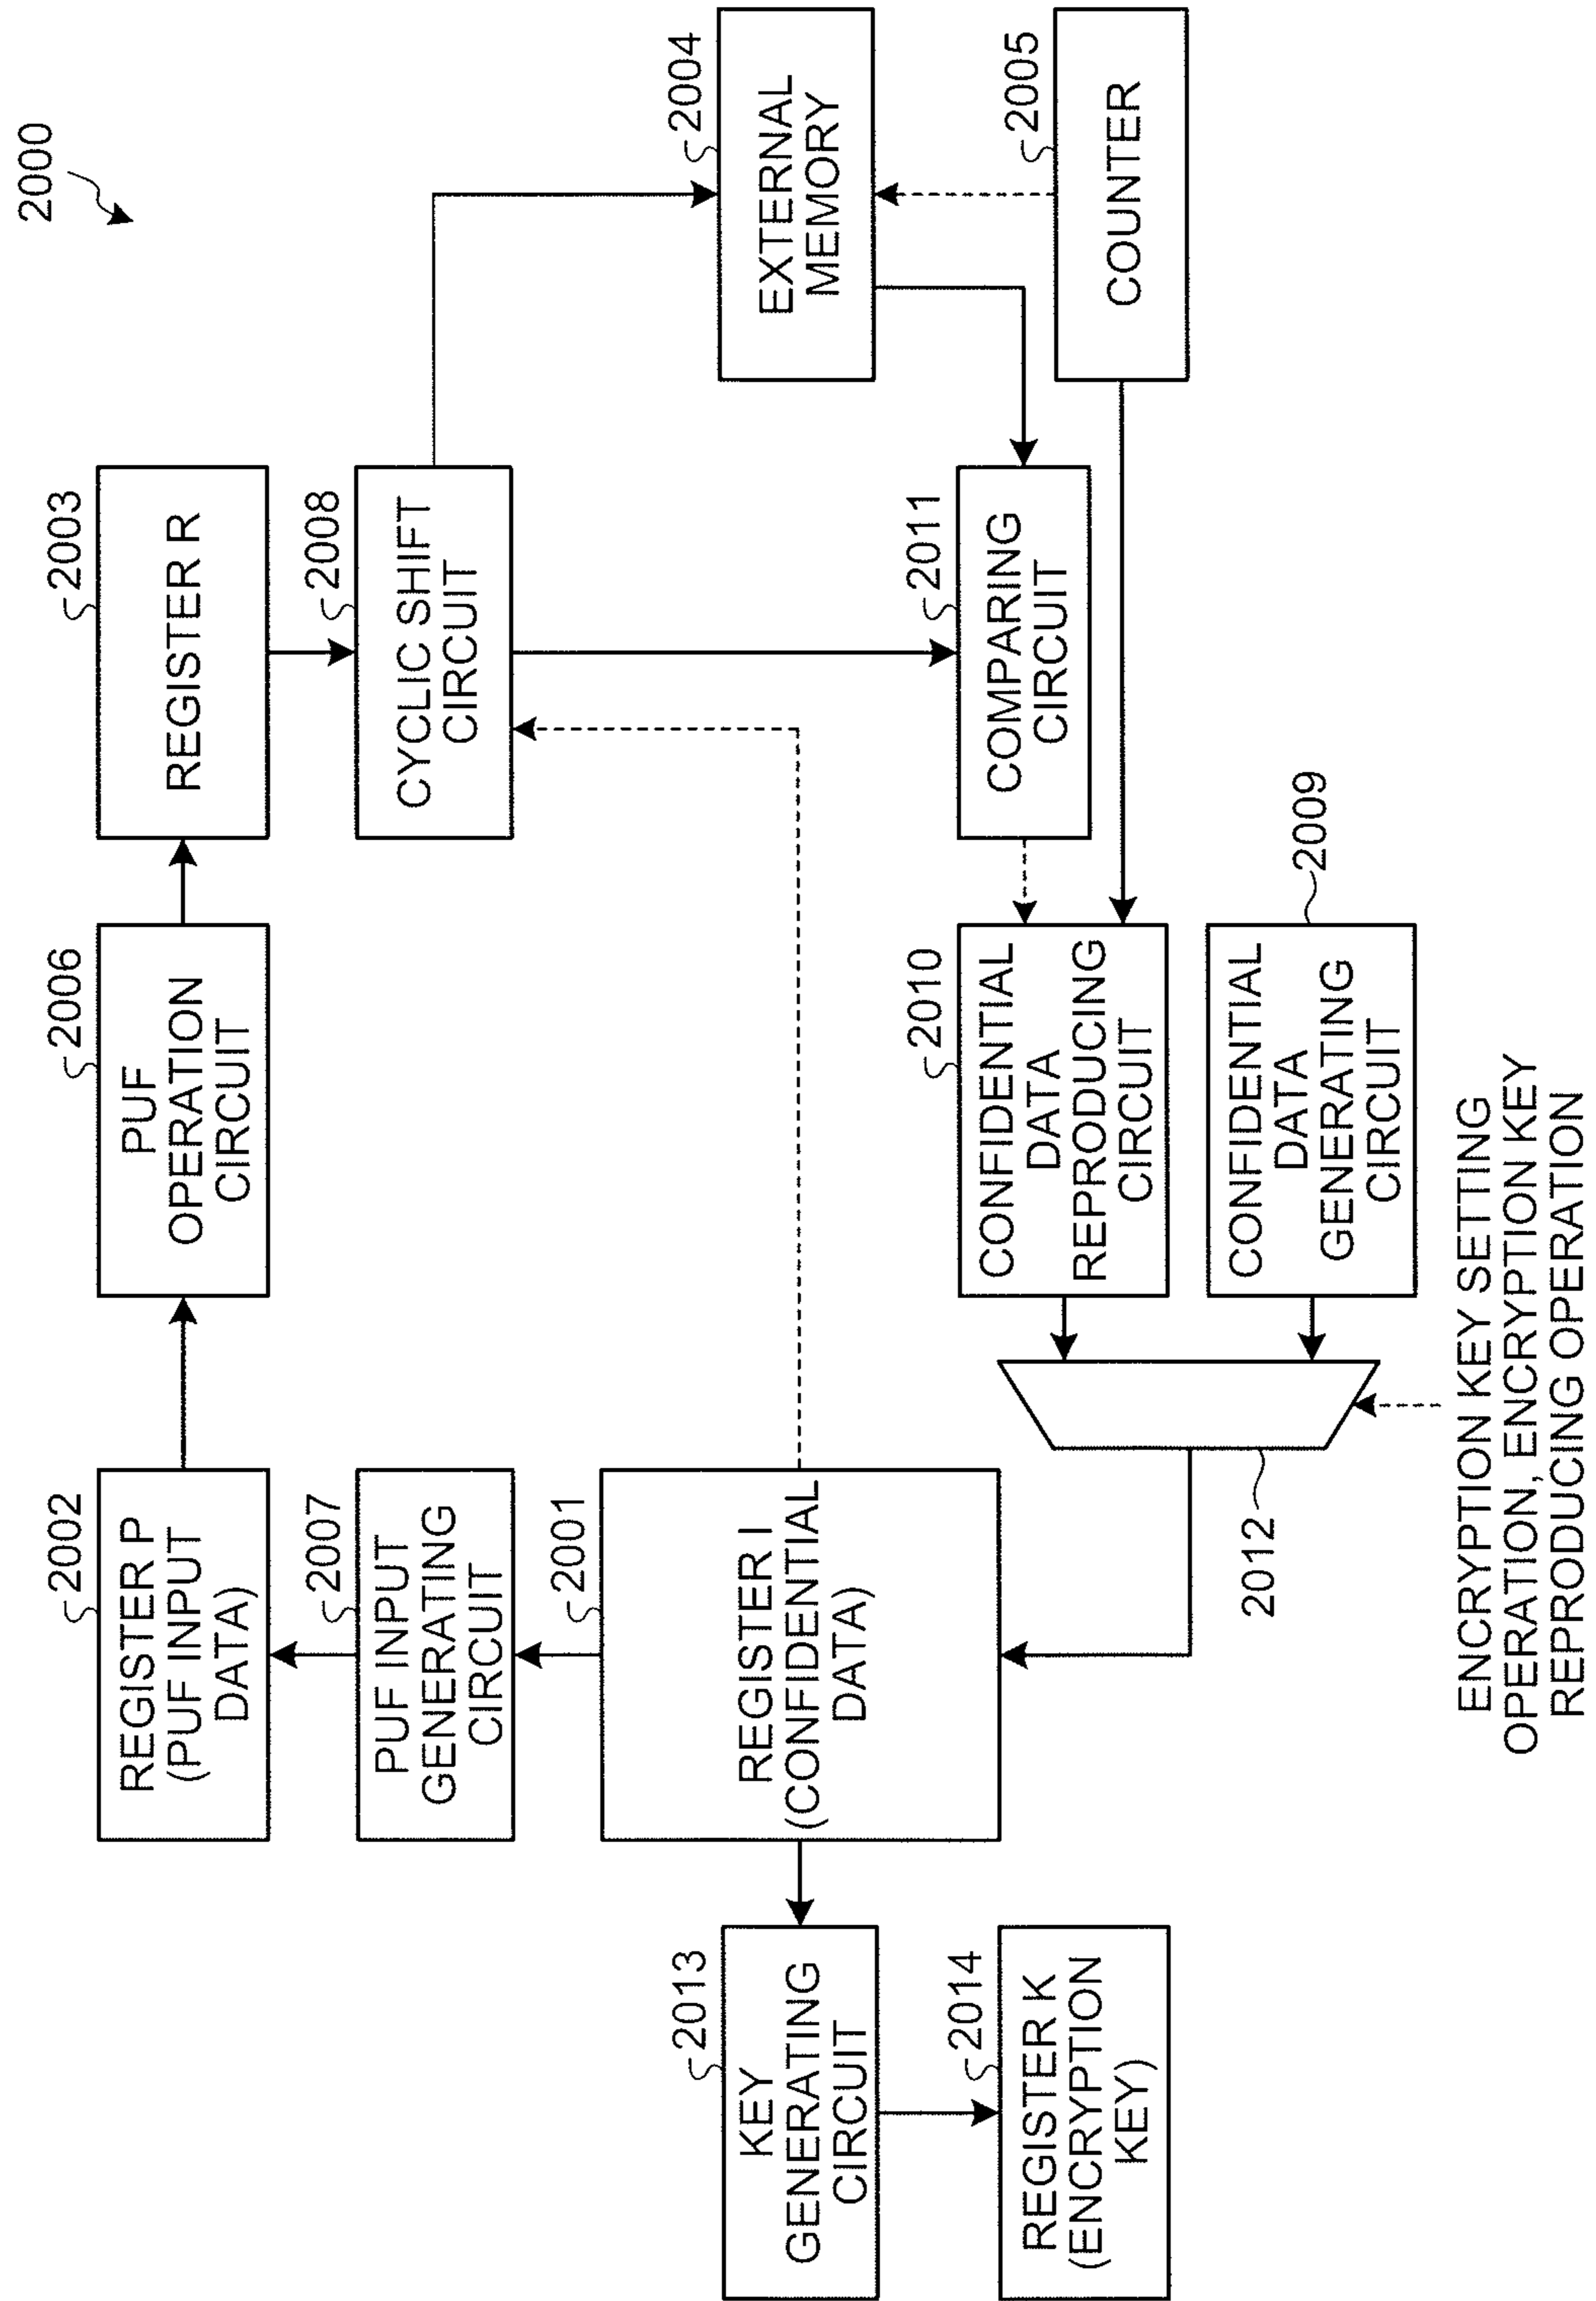 2000
2002
REGISTER P
(PUF INPUT
DATA)
2006
PUF
OPERATION
CIRCUIT
2003
REGISTER R
2007
PUF INPUT
GENERATING
CIRCUIT
2008
CYCLIC SHIFT
CIRCUIT
2013
KEY
GENERATING
CIRCUIT
2001
REGISTER I
(CONFIDENTIAL
DATA)
2004
EXTERNAL
MEMORY
2014
REGISTER K
(ENCRYPTION
KEY)
2010
CONFIDENTIAL
DATA
REPRODUCING
CIRCUIT
2011
COMPARING
CIRCUIT
2005
COUNTER
2012
CONFIDENTIAL
DATA
GENERATING
CIRCUIT
2009
ENCRYPTION KEY SETTING
OPERATION, ENCRYPTION KEY
REPRODUCING OPERATION